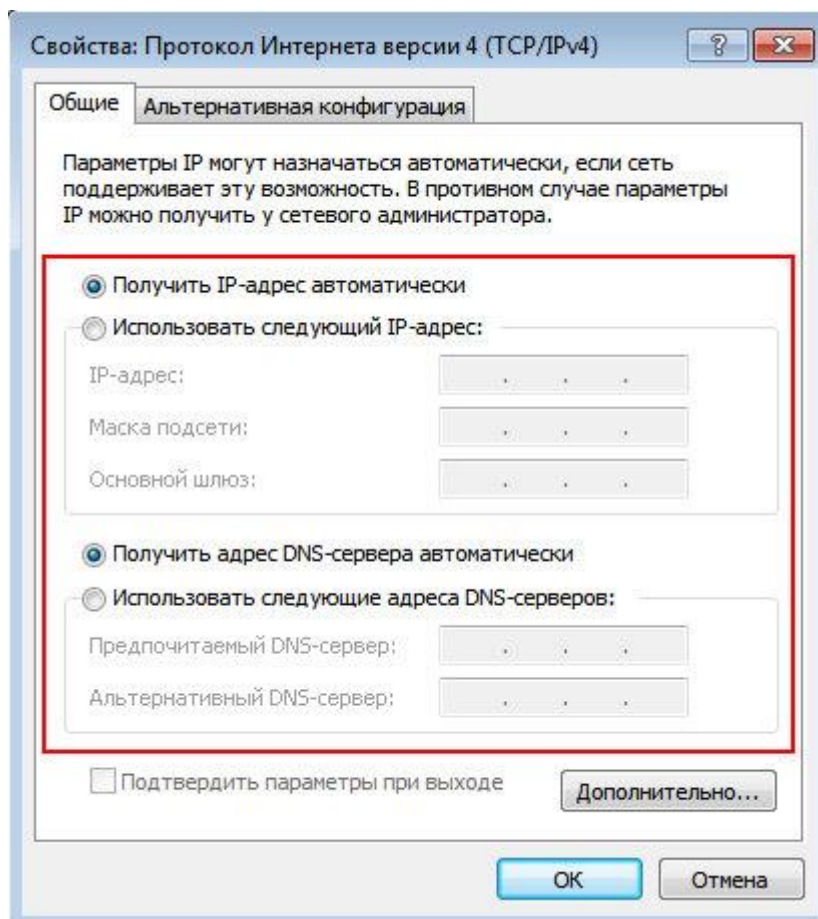 Свойства: Протокол Интернета версии 4 (TCP/IPv4)
Общие
Альтернативная конфигурация
Параметры IP могут назначаться автоматически, если сеть
поддерживает эту возможность. В противном случае параметры
IP можно получить у сетевого администратора.
Получить IP-адрес автоматически
Использовать следующий IP-адрес:
IP-адрес:
Маска подсети:
Основной шлюз:
Получить адрес DNS-сервера автоматически
Использовать следующие адреса DNS-серверов:
Предпочитаемый DNS-сервер:
Альтернативный DNS-сервер:
Подтвердить параметры при выходе
Дополнительно...
ОК
Отмена